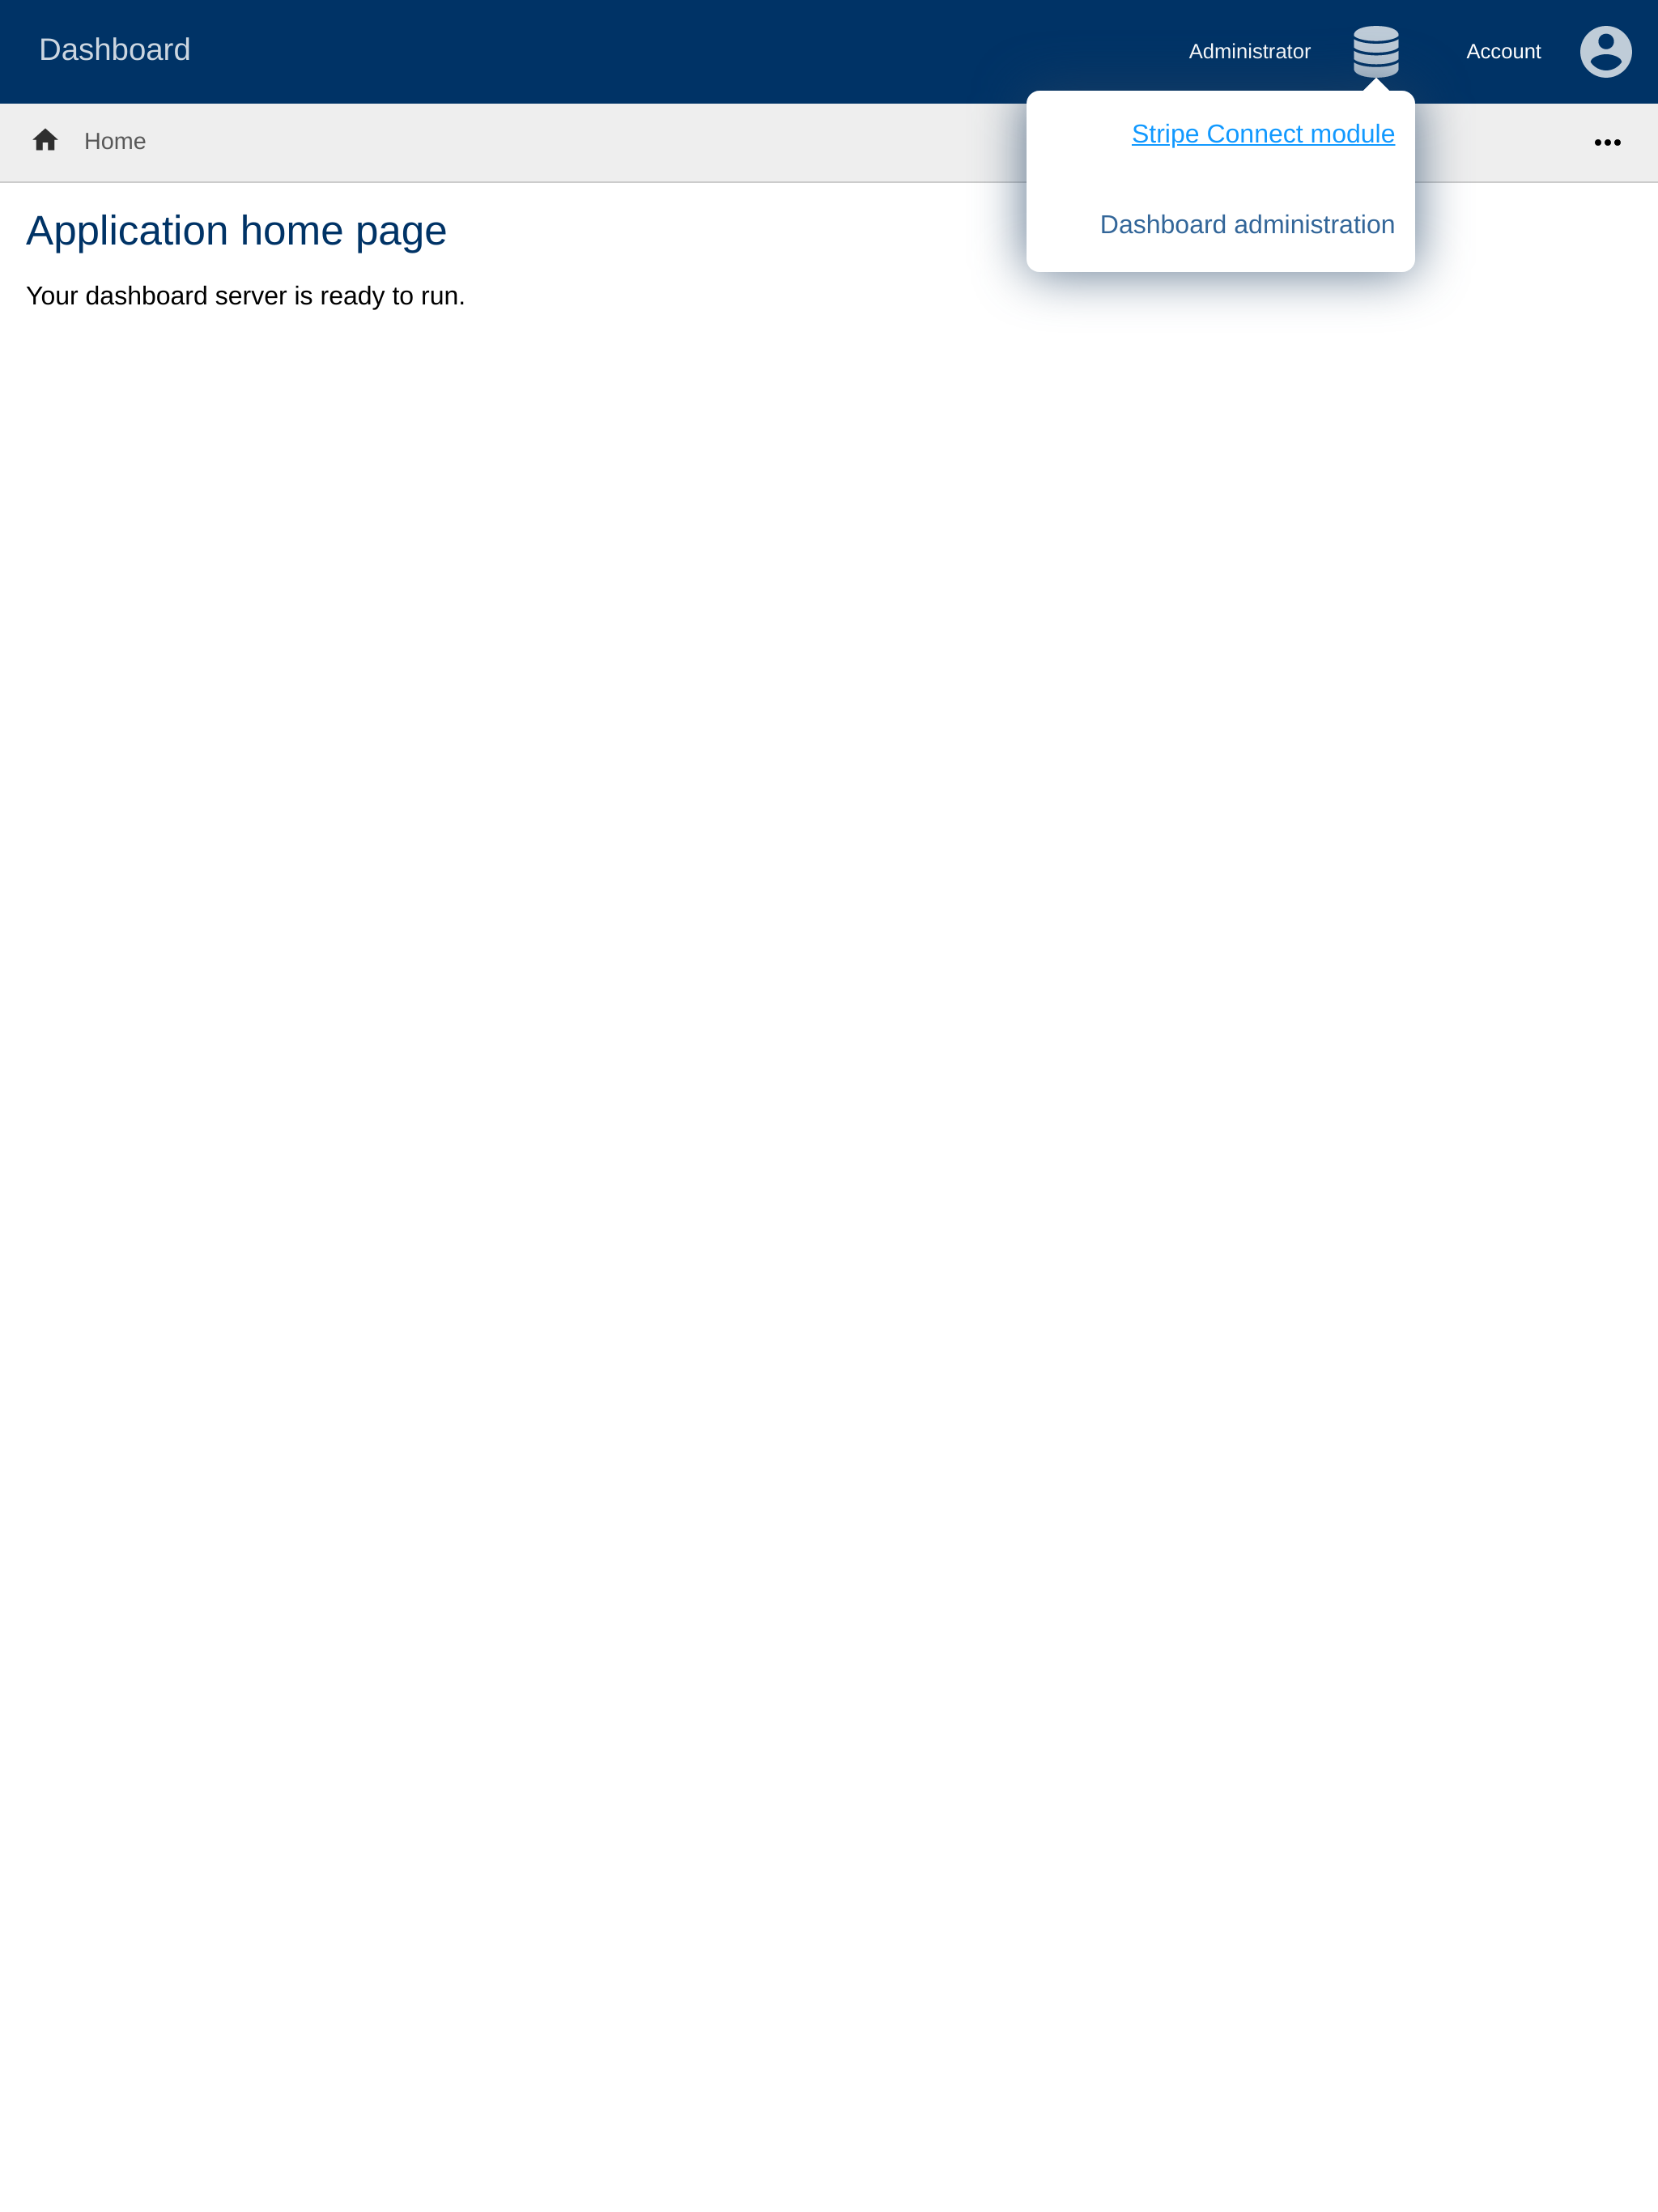 Dashboard
Administrator
Account
Home
Stripe Connect module
Dashboard administration
Application home page
Your dashboard server is ready to run.